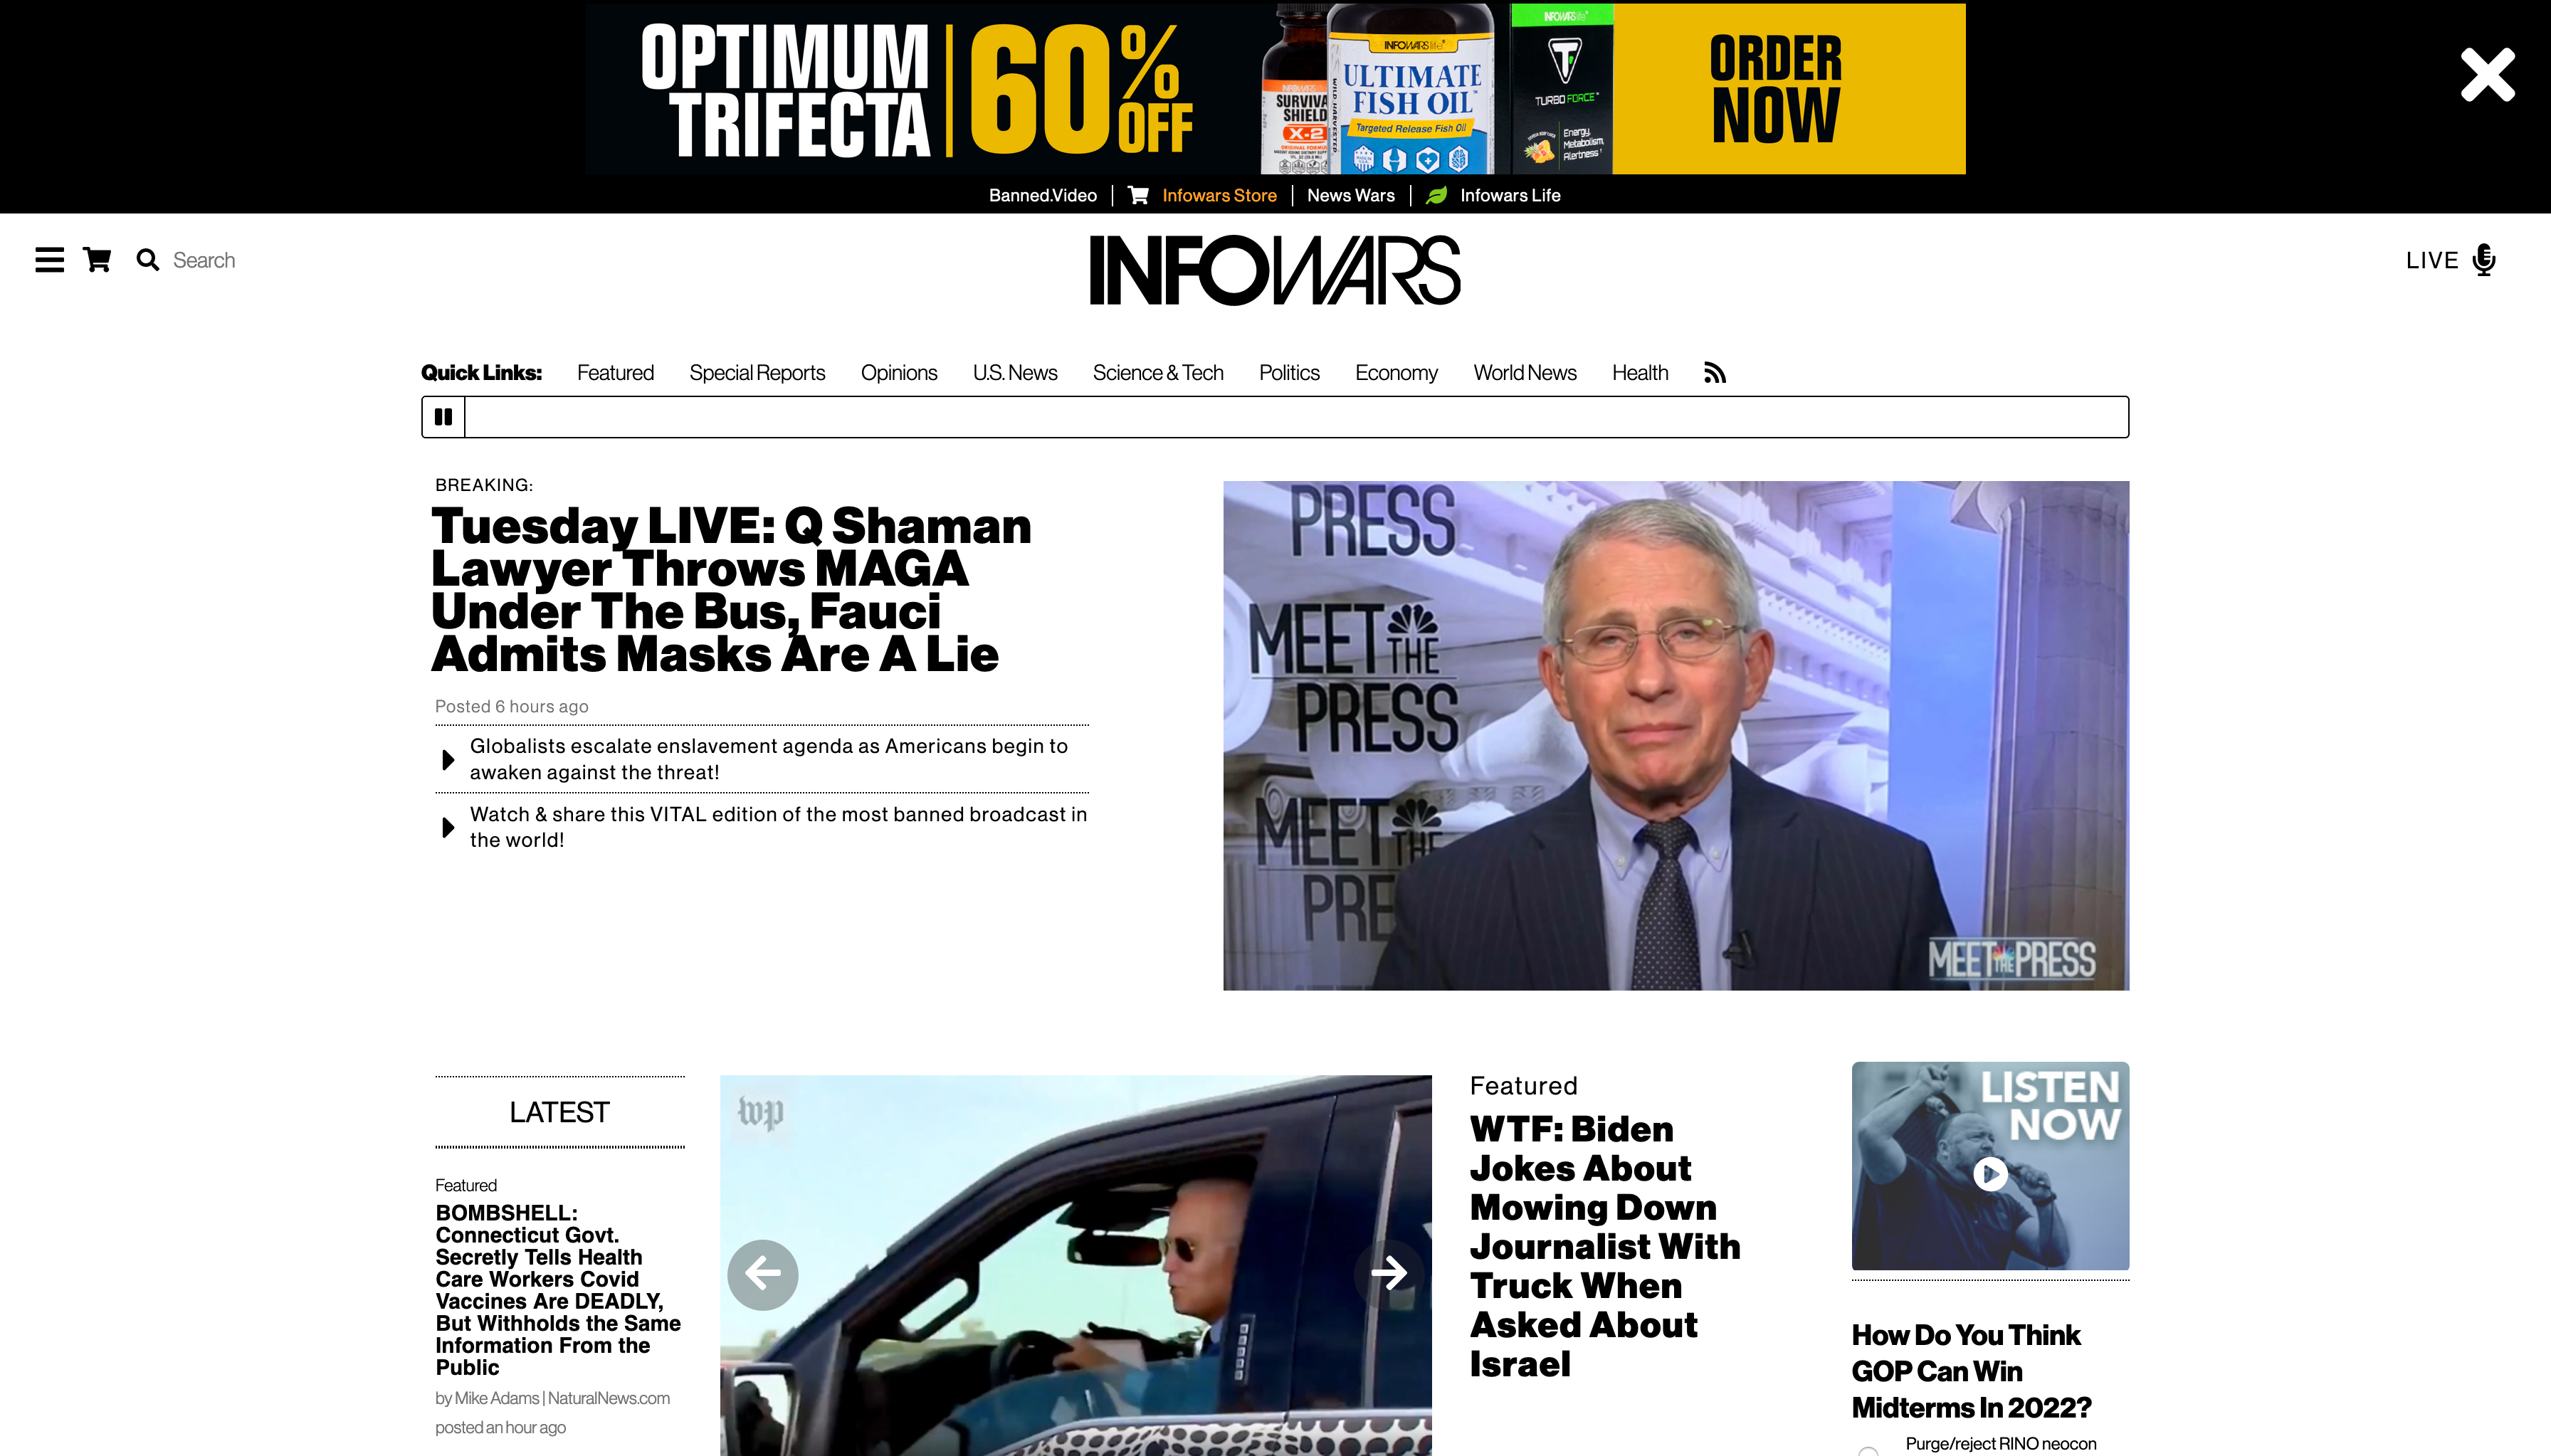 OPTIMUM
TRIFECTA
60% OFF
INFOWARS life
SURVIVA
SHIELD
X-2
WILD-HARVESTED
INFOWARS life
ULTIMATE
FISH OIL™
Targeted Release Fish Oil
INFOWARS life
TURBO FORCE™
Energy,
Metabolism,
Alertness
ORDER
NOW
Banned.Video | Infowars Store | News Wars | Infowars Life
Search
INFOWARS
LIVE
Quick Links: Featured Special Reports Opinions U.S. News Science & Tech Politics Economy World News Health
BREAKING:
Tuesday LIVE: Q Shaman
Lawyer Throws MAGA
Under The Bus, Fauci
Admits Masks Are A Lie
Posted 6 hours ago
Globalists escalate enslavement agenda as Americans begin to
awaken against the threat!
Watch & share this VITAL edition of the most banned broadcast in
the world!
PRESS
MEET THE
PRESS
MEET THE
PRE
MEET THE PRESS
LATEST
Featured
BOMBSHELL:
Connecticut Govt.
Secretly Tells Health
Care Workers Covid
Vaccines Are DEADLY,
But Withholds the Same
Information From the
Public
by Mike Adams | NaturalNews.com
posted an hour ago
wp
Featured
WTF: Biden
Jokes About
Mowing Down
Journalist With
Truck When
Asked About
Israel
LISTEN
NOW
How Do You Think
GOP Can Win
Midterms In 2022?
Purge/reject RINO neocon